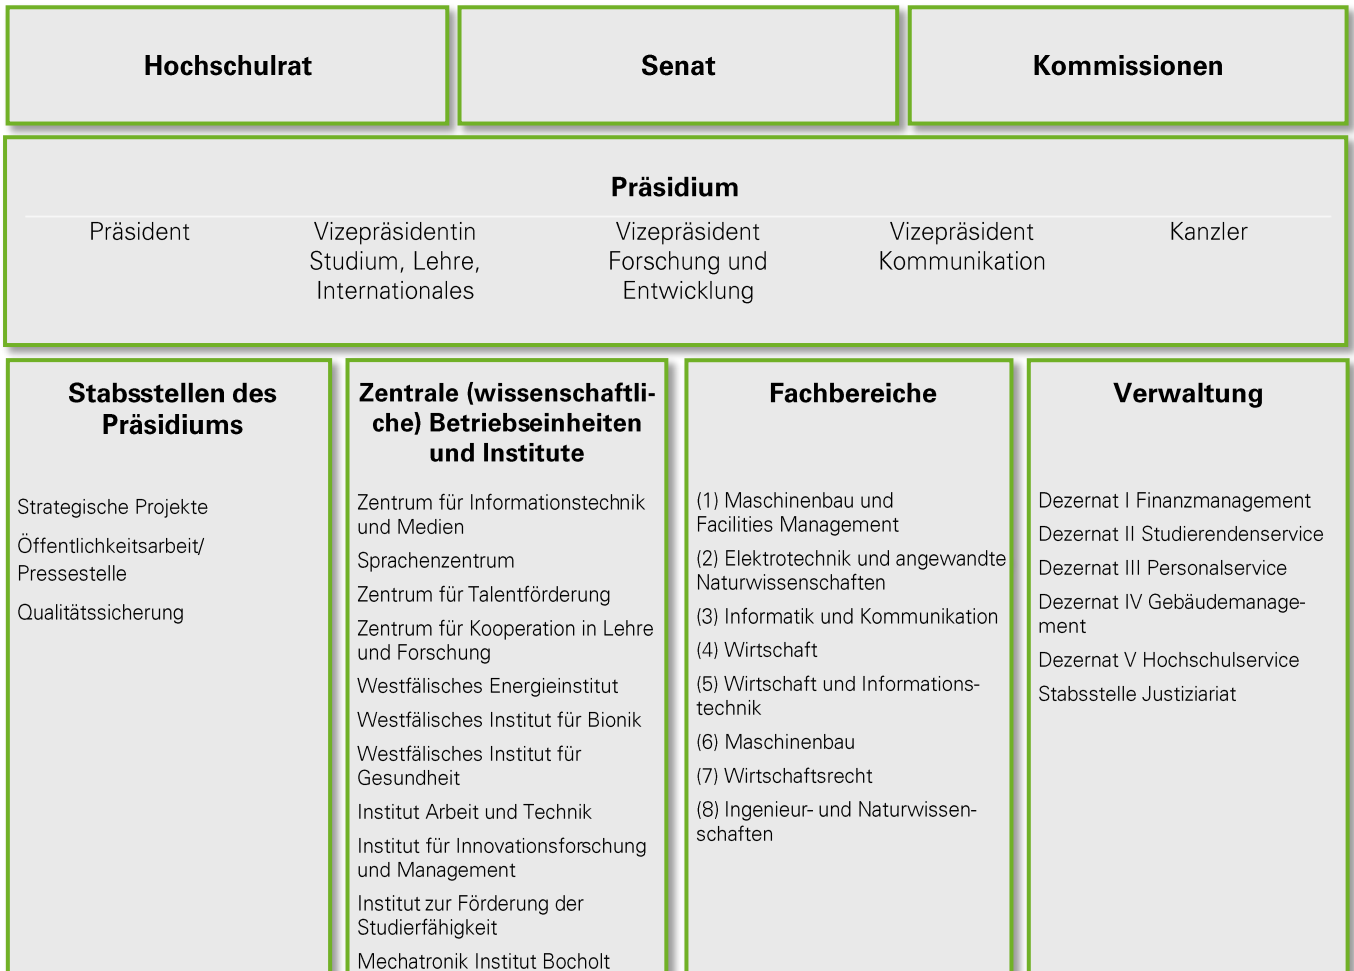 Hochschulrat
Senat
Kommissionen
Präsidium
Präsident
Vizepräsidentin
Studium, Lehre,
Internationales
Vizepräsident
Forschung und
Entwicklung
Vizepräsident
Kommunikation
Kanzler
Stabsstellen des
Präsidiums
Strategische Projekte
Öffentlichkeitsarbeit/
Pressestelle
Qualitätssicherung
Zentrale (wissenschaftli-
che) Betriebseinheiten
und Institute
Zentrum für Informationstechnik
und Medien
Sprachenzentrum
Zentrum für Talentförderung
Zentrum für Kooperation in Lehre
und Forschung
Westfälisches Energieinstitut
Westfälisches Institut für Bionik
Westfälisches Institut für
Gesundheit
Institut Arbeit und Technik
Institut für Innovationsforschung
und Management
Institut zur Förderung der
Studierfähigkeit
Mechatronik Institut Bocholt
Fachbereiche
(1) Maschinenbau und
Facilities Management
(2) Elektrotechnik und angewandte
Naturwissenschaften
(3) Informatik und Kommunikation
(4) Wirtschaft
(5) Wirtschaft und Informations-
technik
(6) Maschinenbau
(7) Wirtschaftsrecht
(8) Ingenieur- und Naturwissen-
schaften
Verwaltung
Dezernat I Finanzmanagement
Dezernat II Studierendenservice
Dezernat III Personalservice
Dezernat IV Gebäudemanage-
ment
Dezernat V Hochschulservice
Stabsstelle Justiziariat